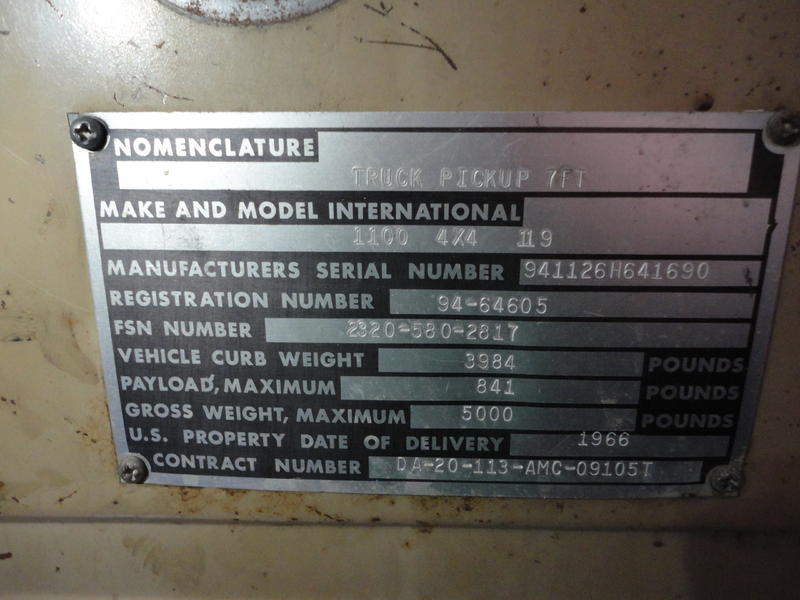 NOMENCLATURE
TRUCK PICKUP 7FT
MAKE AND MODEL INTERNATIONAL
1100 4X4 119
MANUFACTURERS SERIAL NUMBER 941126H641690
REGISTRATION NUMBER 94-64605
FSN NUMBER 2320-580-2817
VEHICLE CURB WEIGHT 3984 POUNDS
PAYLOAD, MAXIMUM 841 POUNDS
GROSS WEIGHT, MAXIMUM 5000 POUNDS
U.S. PROPERTY DATE OF DELIVERY 1966
CONTRACT NUMBER DA-20-113-AMC-09105T